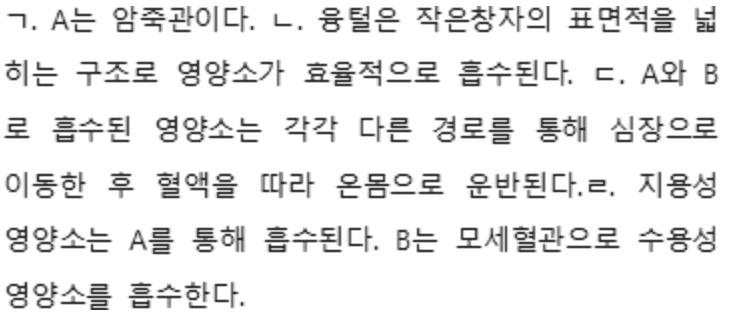 ㄱ. A는 암죽관이다. ㄴ. 융털은 작은창자의 표면적을 넓
히는 구조로 영양소가 효율적으로 흡수된다. ㄷ. A와 B
로 흡수된 영양소는 각각 다른 경로를 통해 심장으로
이동한 후 혈액을 따라 온몸으로 운반된다.ㄹ. 지용성
영양소는 A를 통해 흡수된다. B는 모세혈관으로 수용성
영양소를 흡수한다.